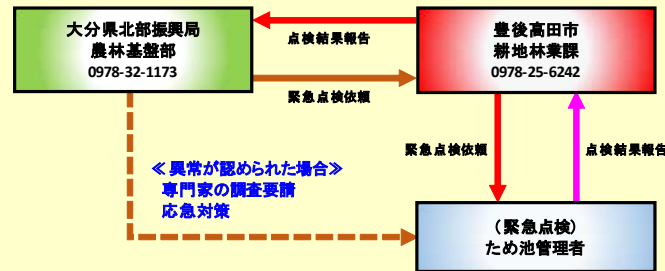 大分県北部振興局
農林基盤部
0978-32-1173
点検結果報告
緊急点検依頼
豊後高田市
耕地林業課
0978-25-6242
緊急点検依頼
点検結果報告
≪異常が認められた場合≫
専門家の調査要請
応急対策
（緊急点検）
ため池管理者